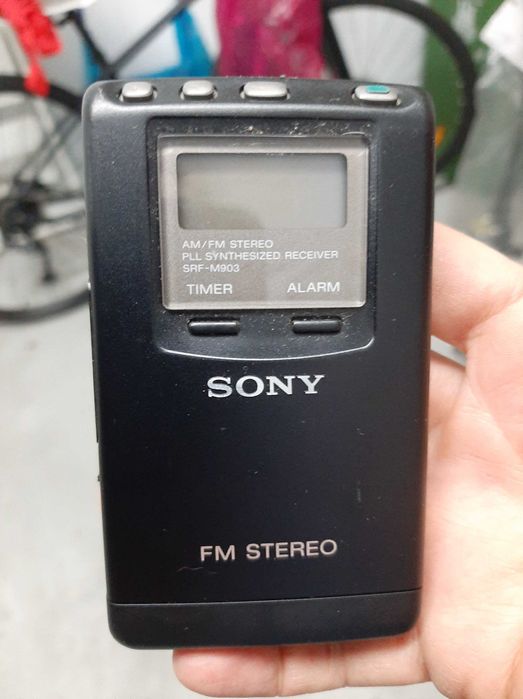 AM/FM STEREO
PLL SYNTHESIZED RECEIVER
SRF-M903
TIMER ALARM
SONY
FM STEREO